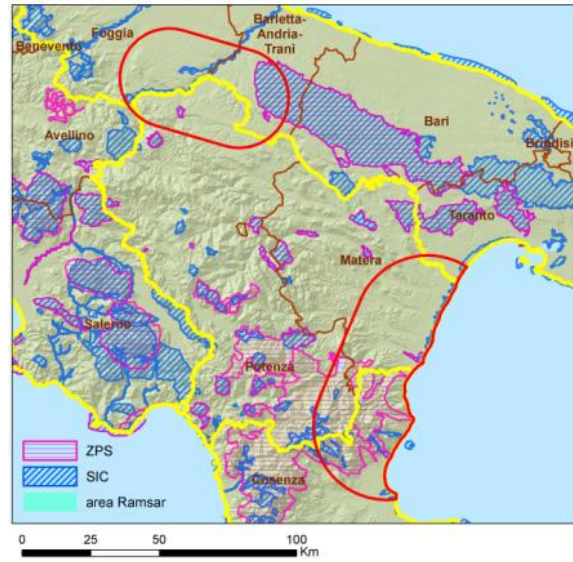 Barletta-
Andria-
Trani
Foggia
Benevento
Bari
Avellino
Brindisi
Taranto
Matera
Salerno
Potenza
Cosenza
ZPS
SIC
area Ramsar
0 25 50 100
Km